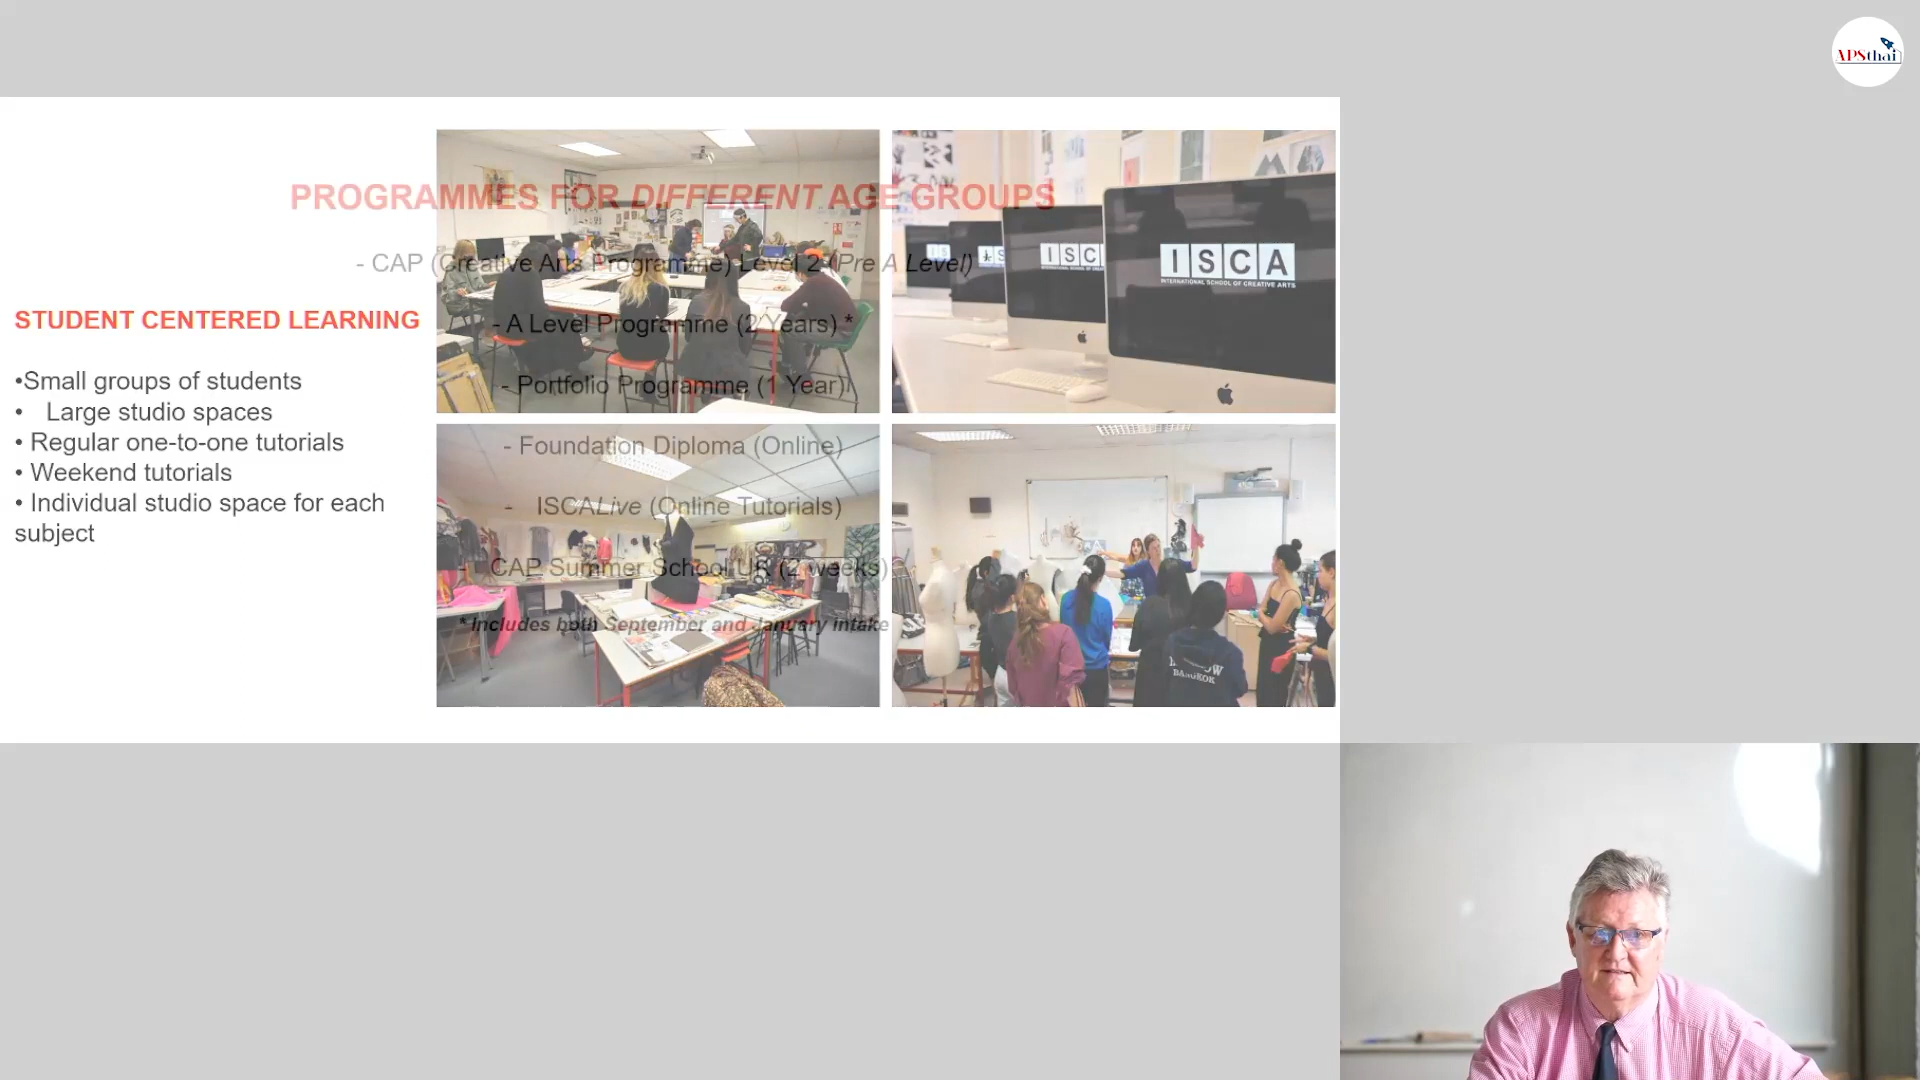 APSthai
PROGRAMMES FOR DIFFERENT AGE GROUPS
- CAP (Creative Arts Programme) Level 2 (Pre A Level)
- A Level Programme (2 Years) *
- Portfolio Programme (1 Year)
- Foundation Diploma (Online)
- ISCALive (Online Tutorials)
- CAP Summer School UK (2 weeks)
* Includes both September and January intake
STUDENT CENTERED LEARNING
•Small groups of students
• Large studio spaces
• Regular one-to-one tutorials
• Weekend tutorials
• Individual studio space for each
subject
ISCA
INTERNATIONAL SCHOOL OF CREATIVE ARTS
ISC
IS
BANGKOK